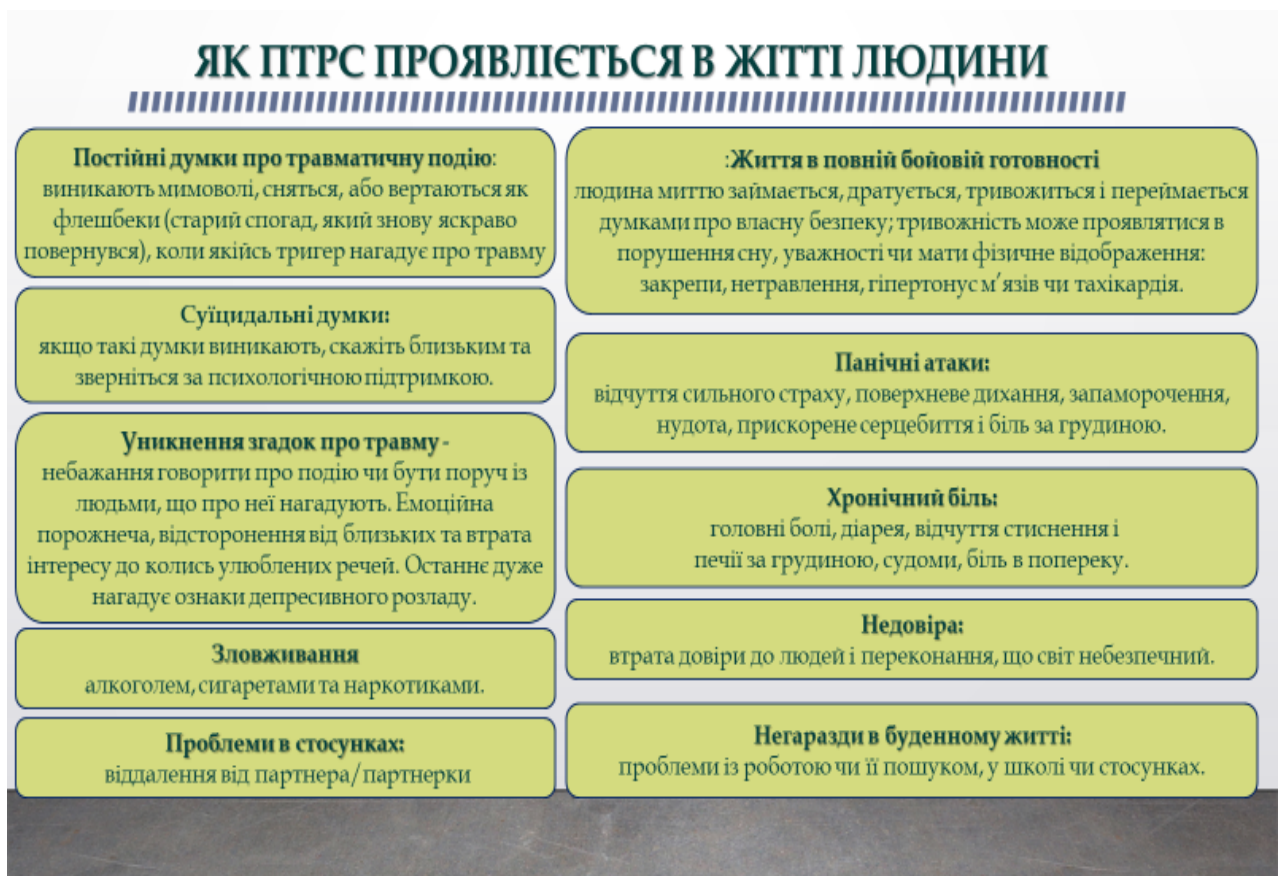 ЯК ПТРС ПРОЯВЛІЄТЬСЯ В ЖІТТІ ЛЮДИНИ
Постійні думки про травматичну подію:
виникають мимоволі, сняться, або вертаються як
флешбеки (старий спогад, який знову яскраво
повернувся), коли якійсь тригер нагадує про травму
Суїцидальні думки:
якщо такі думки виникають, скажіть близьким та
зверніться за психологічною підтримкою.
Уникнення згадок про травму -
небажання говорити про подію чи бути поруч із
людьми, що про неї нагадують. Емоційна
порожнеча, відсторонення від близьких та втрата
інтересу до колись улюблених речей. Останнє дуже
нагадує ознаки депресивного розладу.
Зловживання
алкоголем, сигаретами та наркотиками.
Проблеми в стосунках:
віддалення від партнера/партнерки
:Життя в повній бойовій готовності
людина миттю займається, дратується, тривожиться і переймається
думками про власну безпеку; тривожність може проявлятися в
порушення сну, уважності чи мати фізичне відображення:
закрепи, нетравлення, гіпертонус м’язів чи тахікардія.
Панічні атаки:
відчуття сильного страху, поверхневе дихання, запаморочення,
нудота, прискорене серцебиття і біль за грудиною.
Хронічний біль:
головні болі, діарея, відчуття стиснення і
печії за грудиною, судоми, біль в попереку.
Недовіра:
втрата довіри до людей і переконання, що світ небезпечний.
Негаразди в буденному житті:
проблеми із роботою чи її пошуком, у школі чи стосунках.